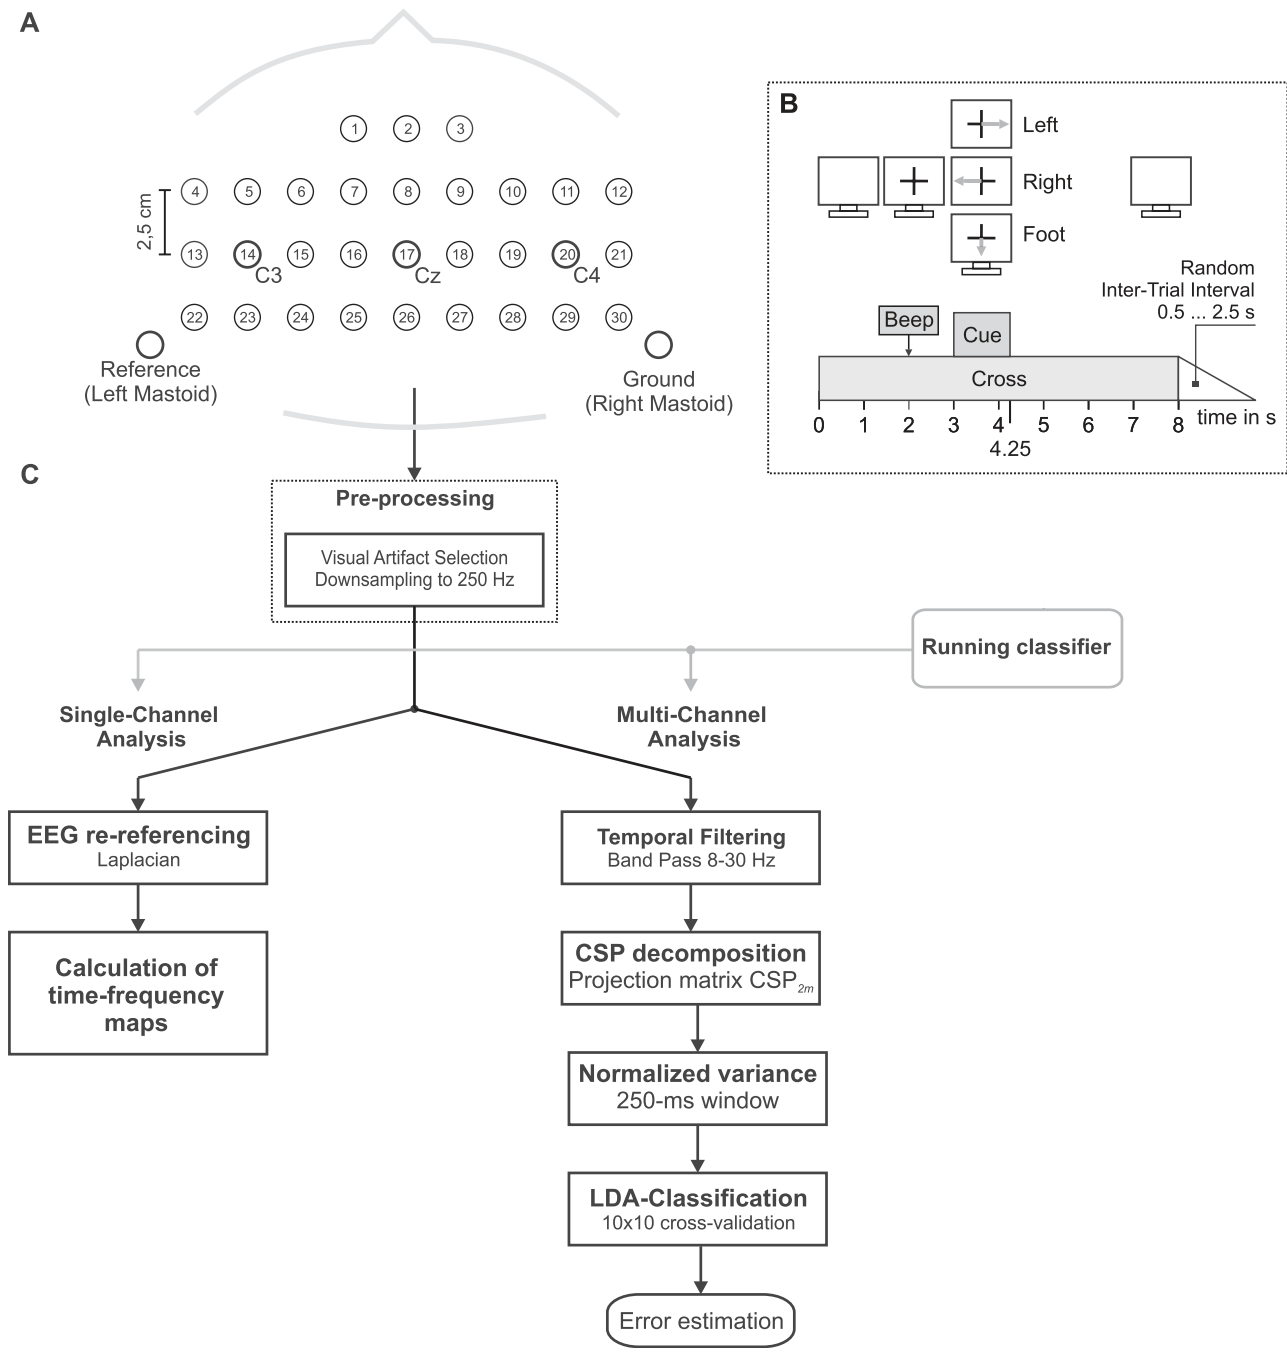 A
1 2 3
4 5 6 7 8 9 10 11 12
2,5 cm
13 14 15 16 17 18 19 20 21
C3 Cz C4
22 23 24 25 26 27 28 29 30
Reference
(Left Mastoid)
Ground
(Right Mastoid)
B
Left
Right
Foot
Random
Inter-Trial Interval
0.5 ... 2.5 s
Beep
Cue
Cross
0 1 2 3 4 5 6 7 8 time in s
4.25
C
Pre-processing
Visual Artifact Selection
Downsampling to 250 Hz
Running classifier
Single-Channel
Analysis
Multi-Channel
Analysis
EEG re-referencing
Laplacian
Calculation of
time-frequency
maps
Temporal Filtering
Band Pass 8-30 Hz
CSP decomposition
Projection matrix CSP2m
Normalized variance
250-ms window
LDA-Classification
10x10 cross-validation
Error estimation